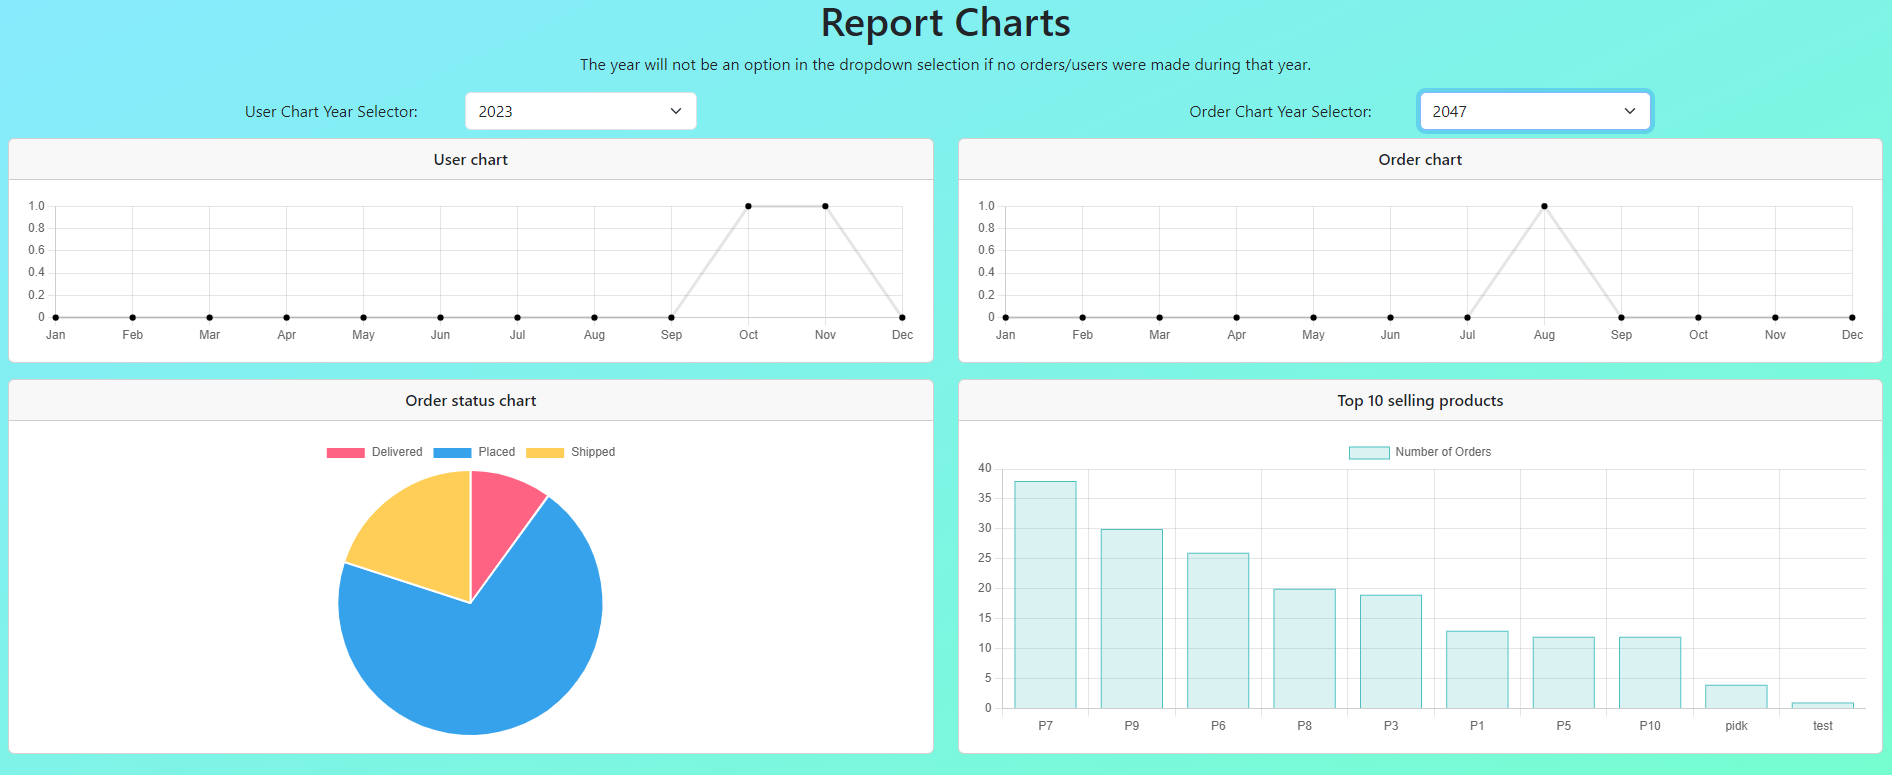 Report Charts
The year will not be an option in the dropdown selection if no orders/users were made during that year.
User Chart Year Selector: 2023
Order Chart Year Selector: 2047
User chart
1.0
0.8
0.6
0.4
0.2
0
Jan Feb Mar Apr May Jun Jul Aug Sep Oct Nov Dec
Order chart
1.0
0.8
0.6
0.4
0.2
0
Jan Feb Mar Apr May Jun Jul Aug Sep Oct Nov Dec
Order status chart
Delivered Placed Shipped
Top 10 selling products
Number of Orders
40
35
30
25
20
15
10
5
0
P7 P9 P6 P8 P3 P1 P5 P10 pidk test